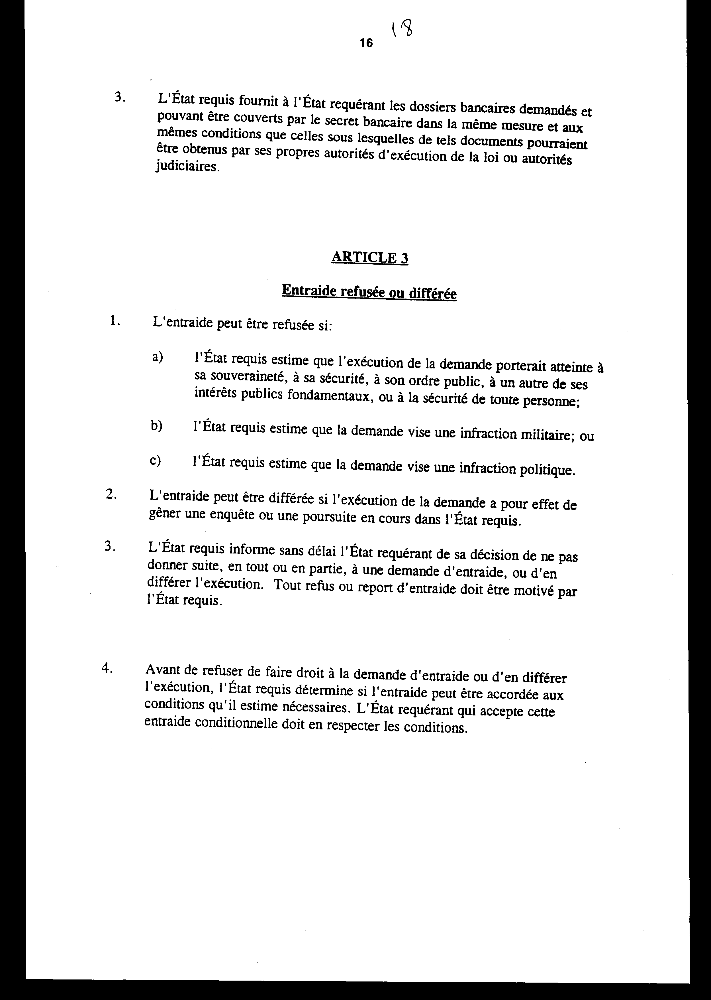 18
16
3. L'État requis fournit à l'État requérant les dossiers bancaires demandés et
pouvant être couverts par le secret bancaire dans la même mesure et aux
mêmes conditions que celles sous lesquelles de tels documents pourraient
être obtenus par ses propres autorités d'exécution de la loi ou autorités
judiciaires.
ARTICLE 3
Entraide refusée ou différée
1. L'entraide peut être refusée si:
a) l'État requis estime que l'exécution de la demande porterait atteinte à
sa souveraineté, à sa sécurité, à son ordre public, à un autre de ses
intérêts publics fondamentaux, ou à la sécurité de toute personne;
b) l'État requis estime que la demande vise une infraction militaire; ou
c) l'État requis estime que la demande vise une infraction politique.
2. L'entraide peut être différée si l'exécution de la demande a pour effet de
gêner une enquête ou une poursuite en cours dans l'État requis.
3. L'État requis informe sans délai l'État requérant de sa décision de ne pas
donner suite, en tout ou en partie, à une demande d'entraide, ou d'en
différer l'exécution. Tout refus ou report d'entraide doit être motivé par
l'État requis.
4. Avant de refuser de faire droit à la demande d'entraide ou d'en différer
l'exécution, l'État requis détermine si l'entraide peut être accordée aux
conditions qu'il estime nécessaires. L'État requérant qui accepte cette
entraide conditionnelle doit en respecter les conditions.